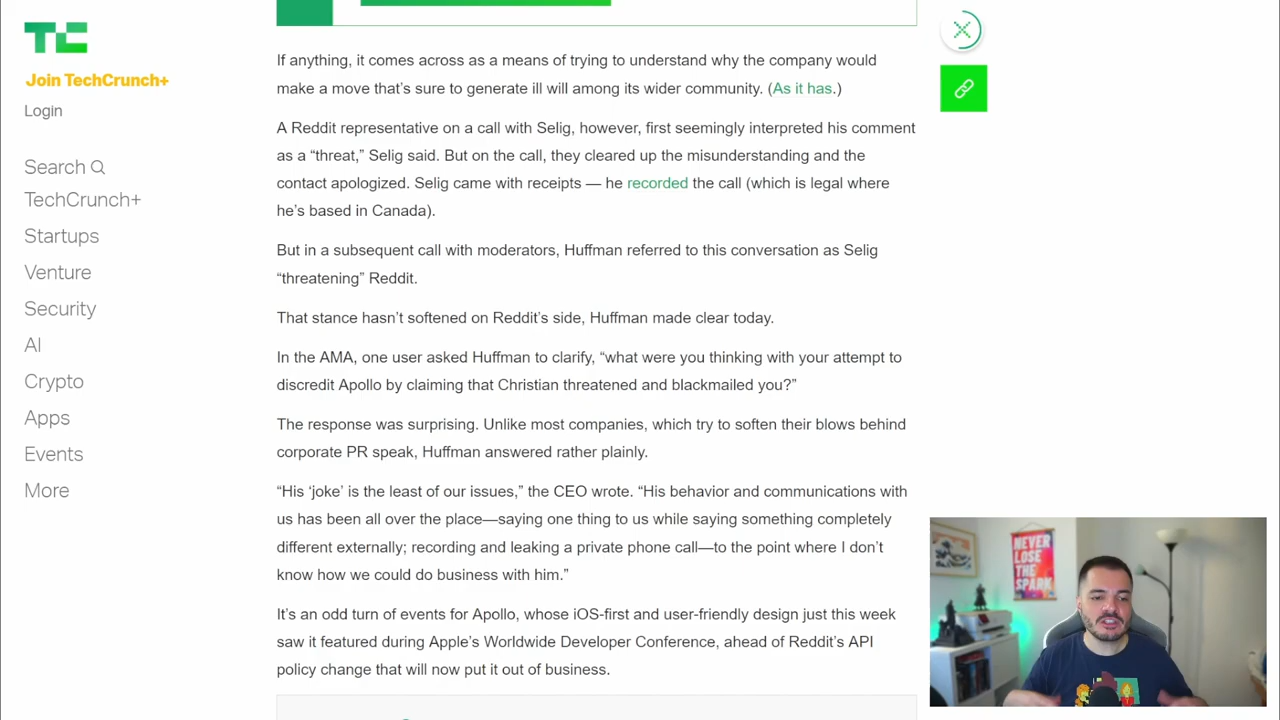 TC
Join TechCrunch+
Login
Search
TechCrunch+
Startups
Venture
Security
AI
Crypto
Apps
Events
More
If anything, it comes across as a means of trying to understand why the company would
make a move that’s sure to generate ill will among its wider community. (As it has.)
A Reddit representative on a call with Selig, however, first seemingly interpreted his comment
as a “threat,” Selig said. But on the call, they cleared up the misunderstanding and the
contact apologized. Selig came with receipts — he recorded the call (which is legal where
he’s based in Canada).
But in a subsequent call with moderators, Huffman referred to this conversation as Selig
“threatening” Reddit.
That stance hasn’t softened on Reddit’s side, Huffman made clear today.
In the AMA, one user asked Huffman to clarify, “what were you thinking with your attempt to
discredit Apollo by claiming that Christian threatened and blackmailed you?”
The response was surprising. Unlike most companies, which try to soften their blows behind
corporate PR speak, Huffman answered rather plainly.
“His ‘joke’ is the least of our issues,” the CEO wrote. “His behavior and communications with
us has been all over the place—saying one thing to us while saying something completely
different externally; recording and leaking a private phone call—to the point where I don’t
know how we could do business with him.”
It’s an odd turn of events for Apollo, whose iOS-first and user-friendly design just this week
saw it featured during Apple’s Worldwide Developer Conference, ahead of Reddit’s API
policy change that will now put it out of business.
NEVER
LOSE
THE
SPARK